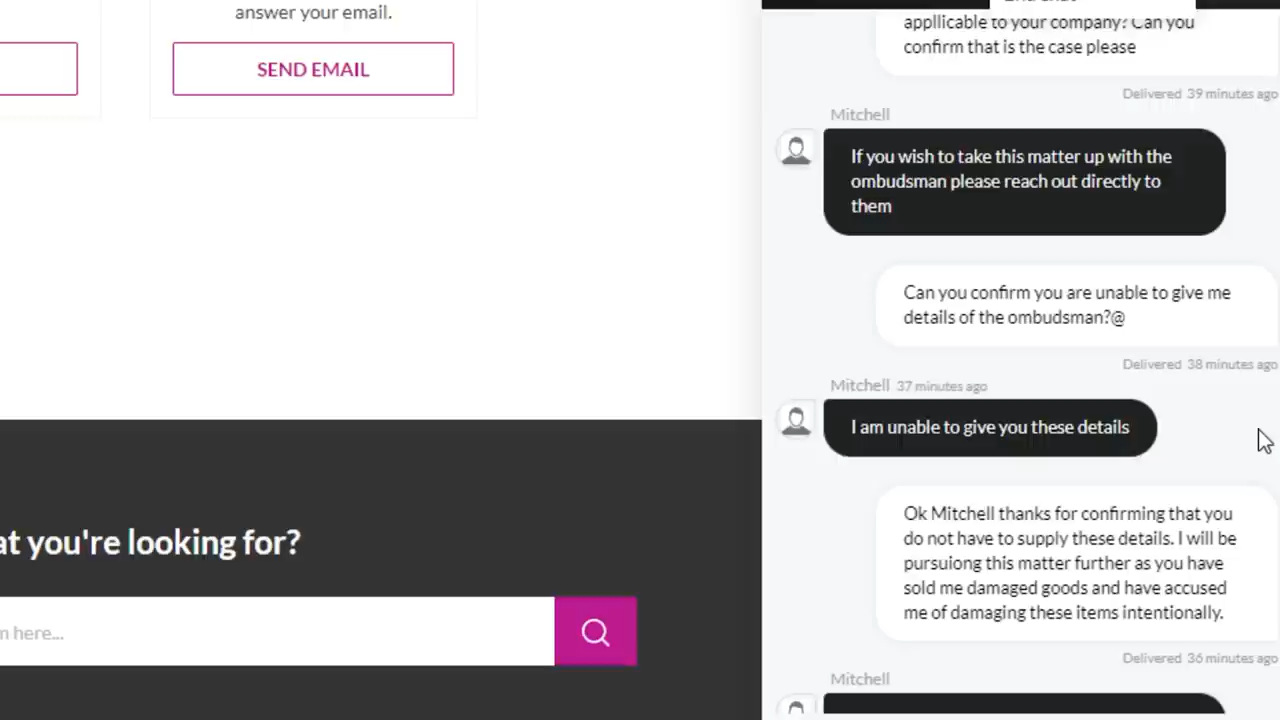 answer your email.
SEND EMAIL
at you're looking for?
n here...
appllicable to your company? Can you
confirm that is the case please
Delivered 39 minutes ago
Mitchell
If you wish to take this matter up with the
ombudsman please reach out directly to
them
Can you confirm you are unable to give me
details of the ombudsman?@
Delivered 38 minutes ago
Mitchell 37 minutes ago
I am unable to give you these details
Ok Mitchell thanks for confirming that you
do not have to supply these details. I will be
pursuiong this matter further as you have
sold me damaged goods and have accused
me of damaging these items intentionally.
Delivered 36 minutes ago
Mitchell